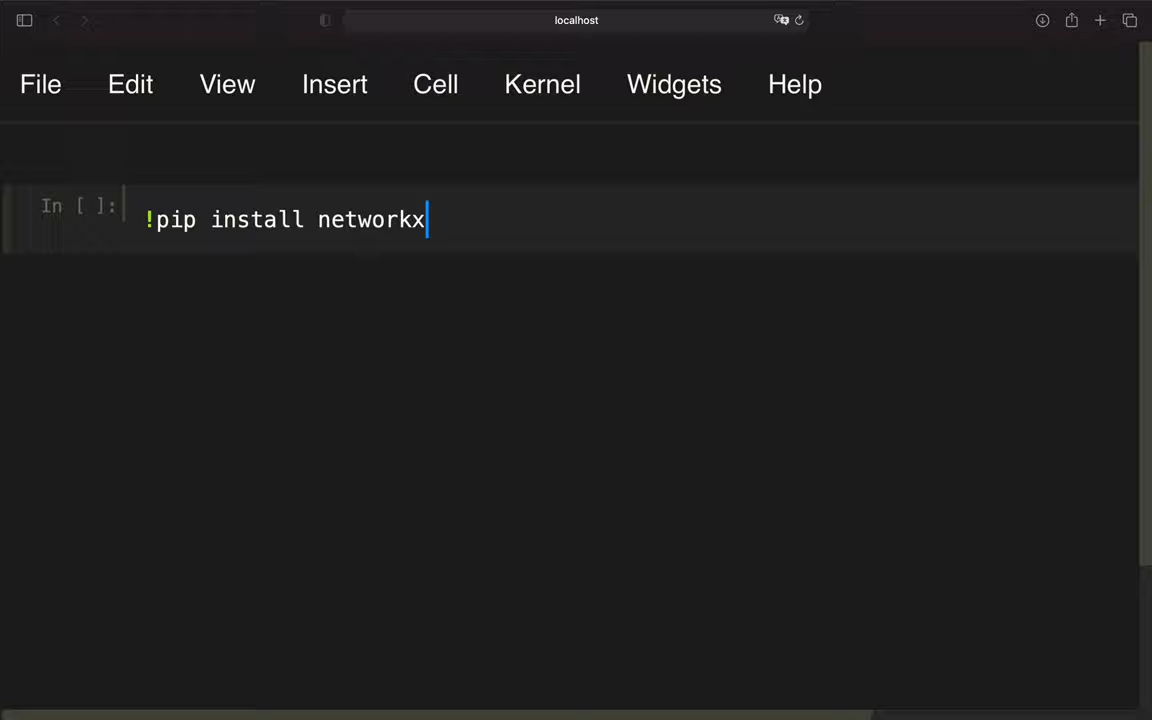 localhost
File Edit View Insert Cell Kernel Widgets Help
In [ ]: !pip install networkx